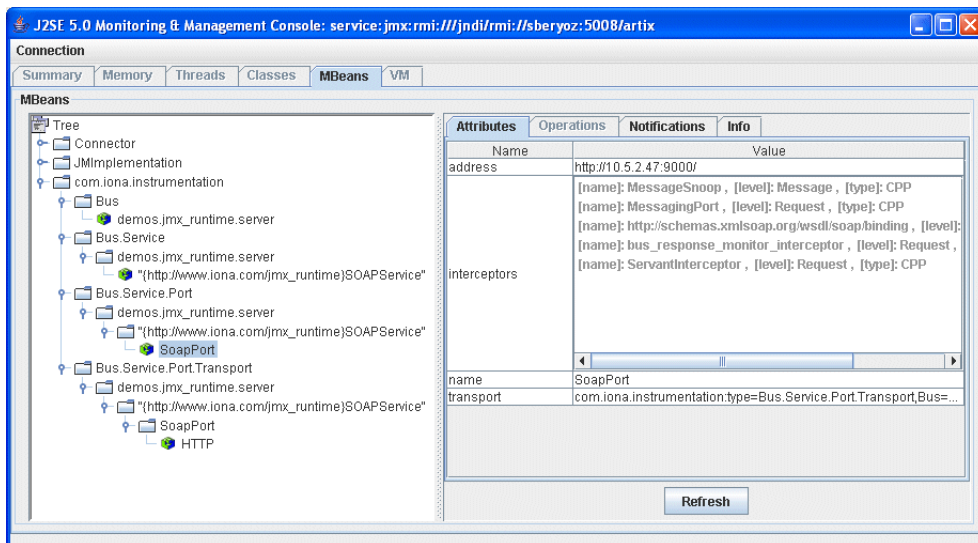 J2SE 5.0 Monitoring & Management Console: service:jmx:rmi:///jndi/rmi://sberyoz:5008/artix
Connection
Summary Memory Threads Classes MBeans VM
MBeans
Tree
Connector
JMImplementation
com.iona.instrumentation
Bus
demos.jmx_runtime.server
Bus.Service
demos.jmx_runtime.server
"{http://www.iona.com/jmx_runtime}SOAPService"
Bus.Service.Port
demos.jmx_runtime.server
"{http://www.iona.com/jmx_runtime}SOAPService"
SoapPort
Bus.Service.Port.Transport
demos.jmx_runtime.server
"{http://www.iona.com/jmx_runtime}SOAPService"
SoapPort
HTTP
Attributes Operations Notifications Info
Name Value
address http://10.5.2.47:9000/
interceptors
[name]: MessageSnoop , [level]: Message , [type]: CPP
[name]: MessagingPort , [level]: Request , [type]: CPP
[name]: http://schemas.xmlsoap.org/wsdl/soap/binding , [level]:
[name]: bus_response_monitor_interceptor , [level]: Request ,
[name]: ServantInterceptor , [level]: Request , [type]: CPP
name SoapPort
transport com.iona.instrumentation:type=Bus.Service.Port.Transport,Bus=...
Refresh